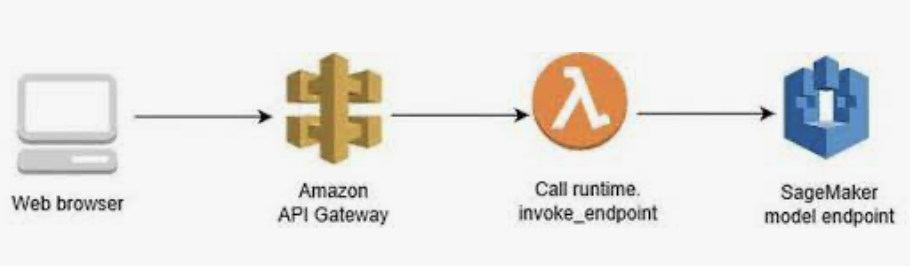 Web browser
Amazon
API Gateway
Call runtime.
invoke_endpoint
SageMaker
model endpoint